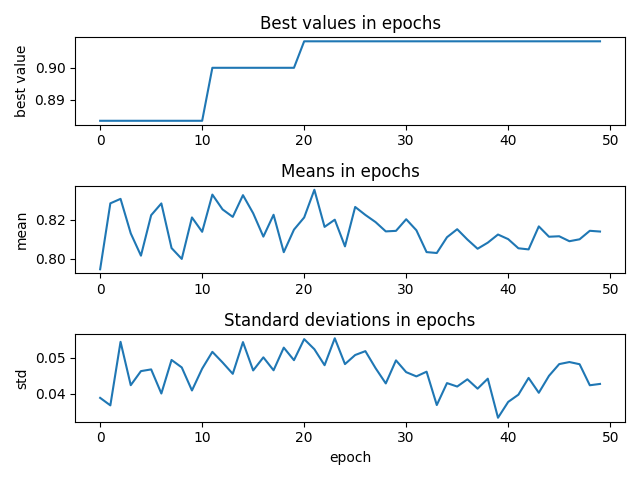 Best values in epochs
best value
0.90
0.89
0 10 20 30 40 50
Means in epochs
mean
0.82
0.80
0 10 20 30 40 50
Standard deviations in epochs
std
0.05
0.04
0 10 20 30 40 50
epoch